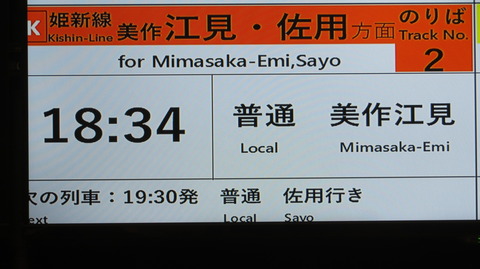 K 姫新線 美作江見・佐用方面 のりば
Kishin-Line Track No.
for Mimasaka-Emi,Sayo 2
18:34 普通 美作江見
Local Mimasaka-Emi
次の列車：19:30発 普通 佐用行き
Next Local Sayo